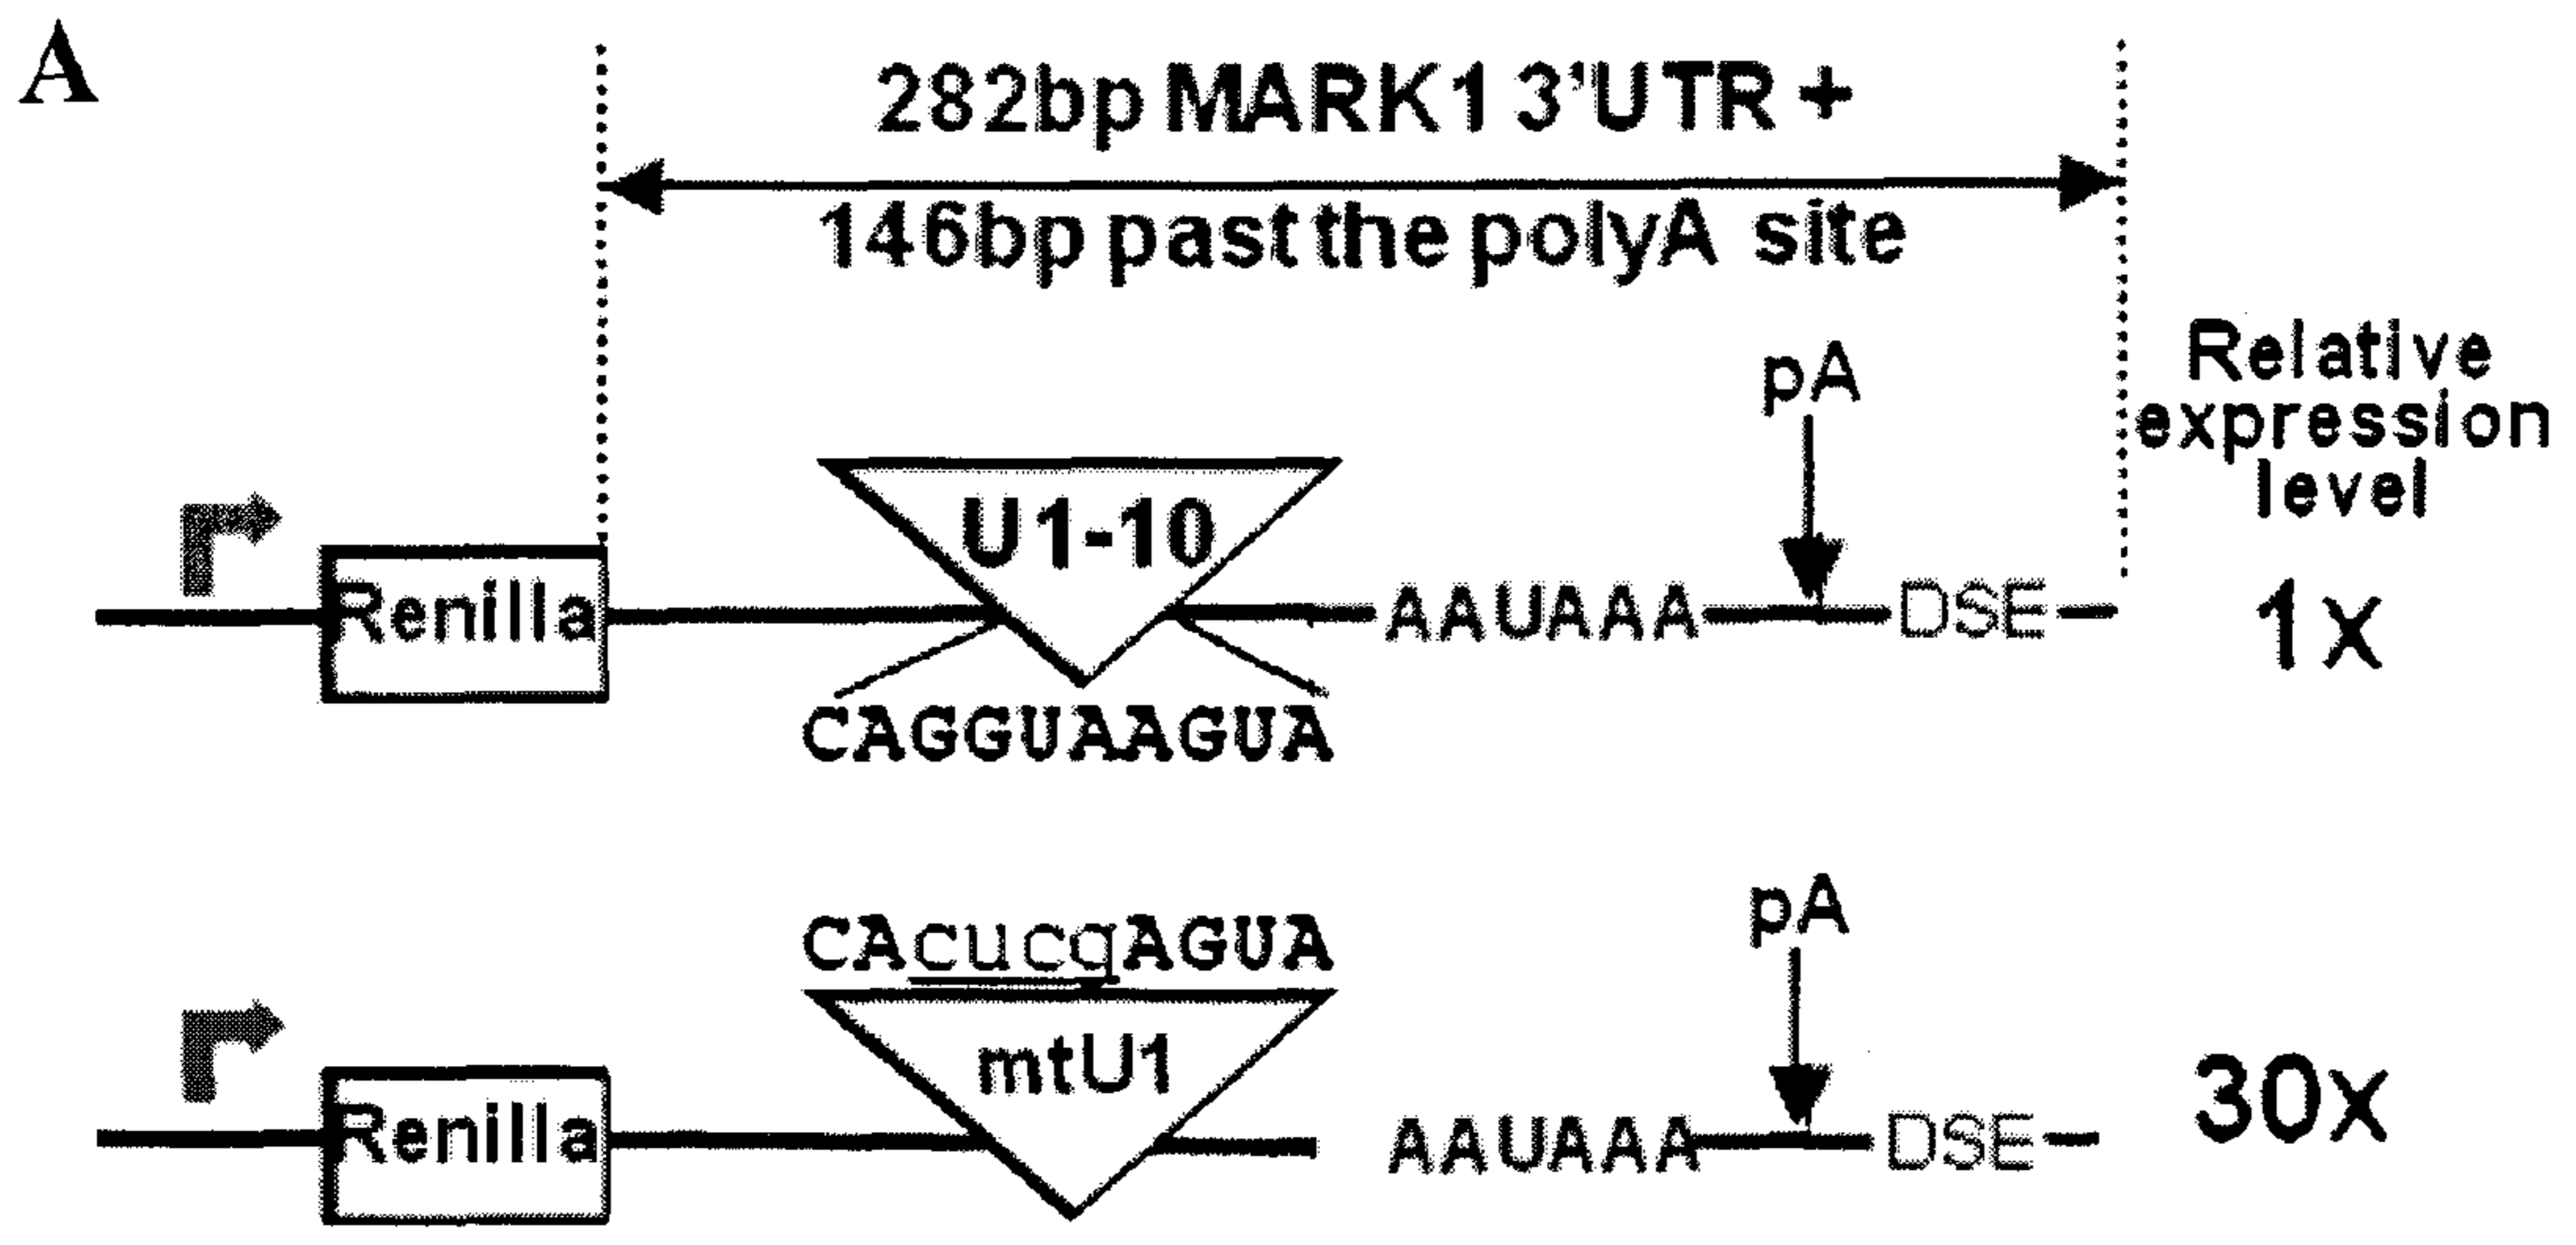 A
282bp MARK1 3'UTR +
146bp past the polyA site
Relative
expression
level
pA
U1-10
Renilla
AAUAAA
DSE
1x
CAGGUAAGUA
CAcucgAGUA
pA
mtU1
Renilla
AAUAAA
DSE
30x